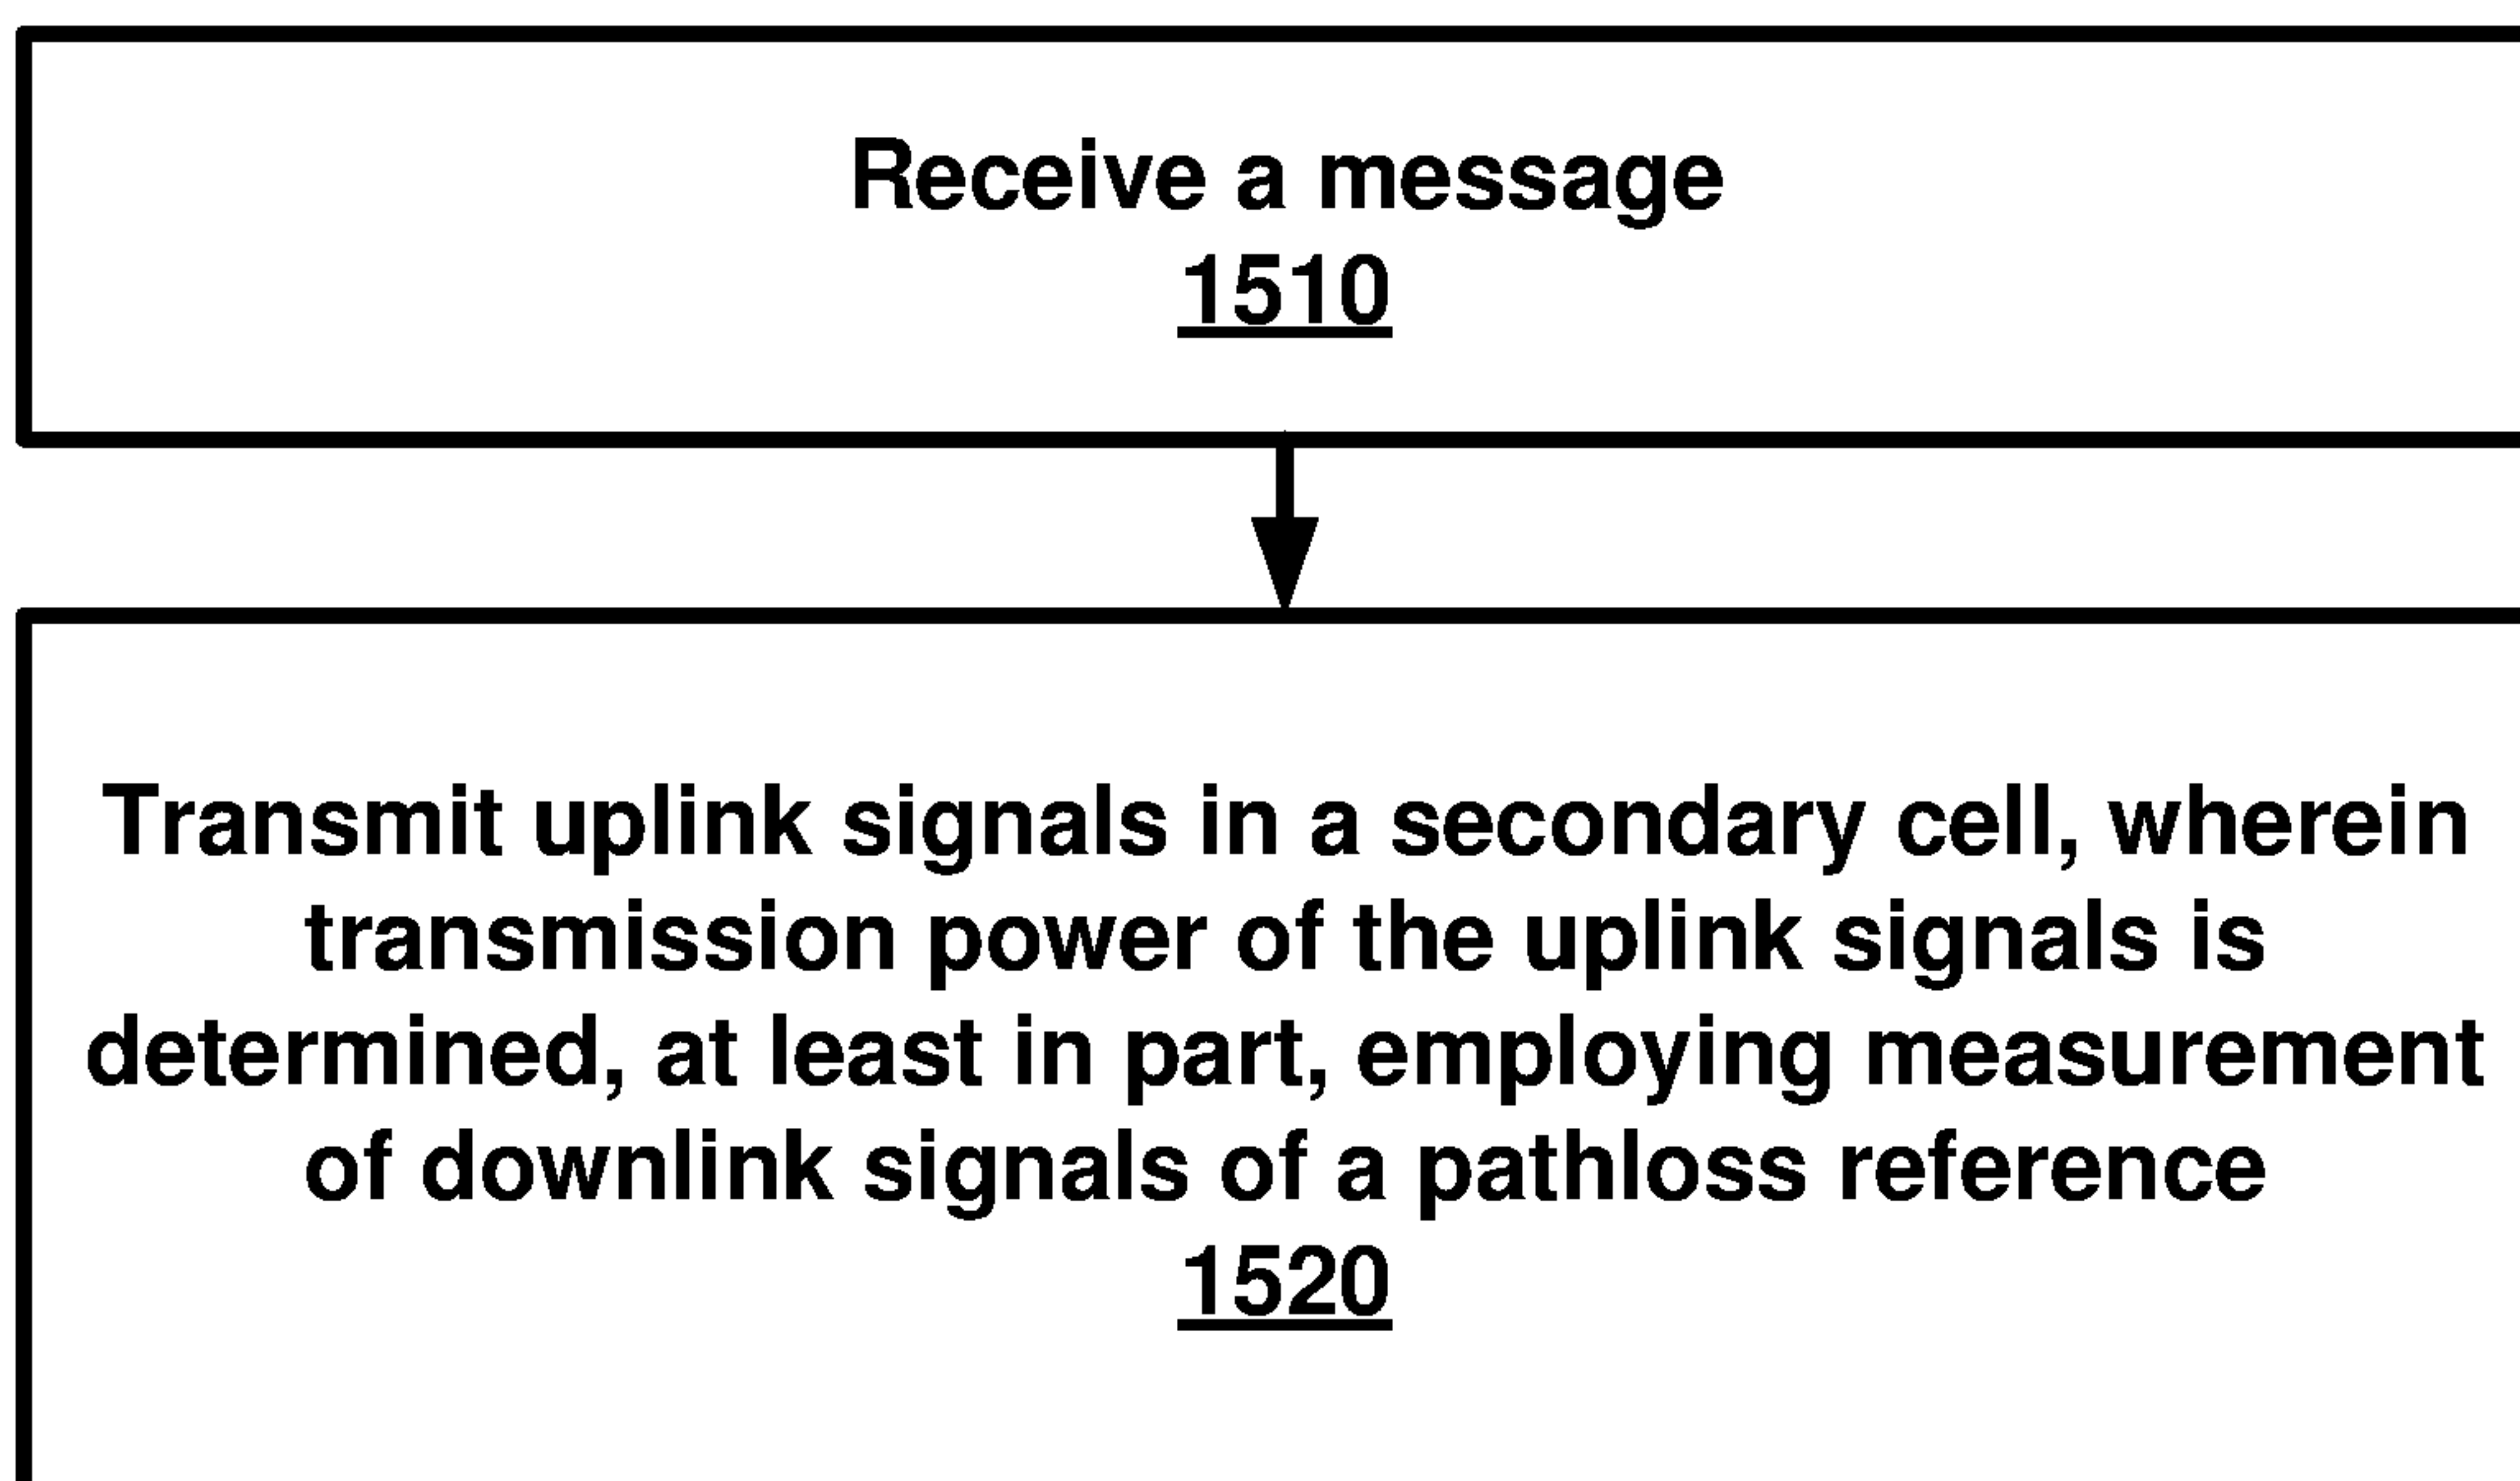 Receive a message
1510
Transmit uplink signals in a secondary cell, wherein
transmission power of the uplink signals is
determined, at least in part, employing measurement
of downlink signals of a pathloss reference
1520